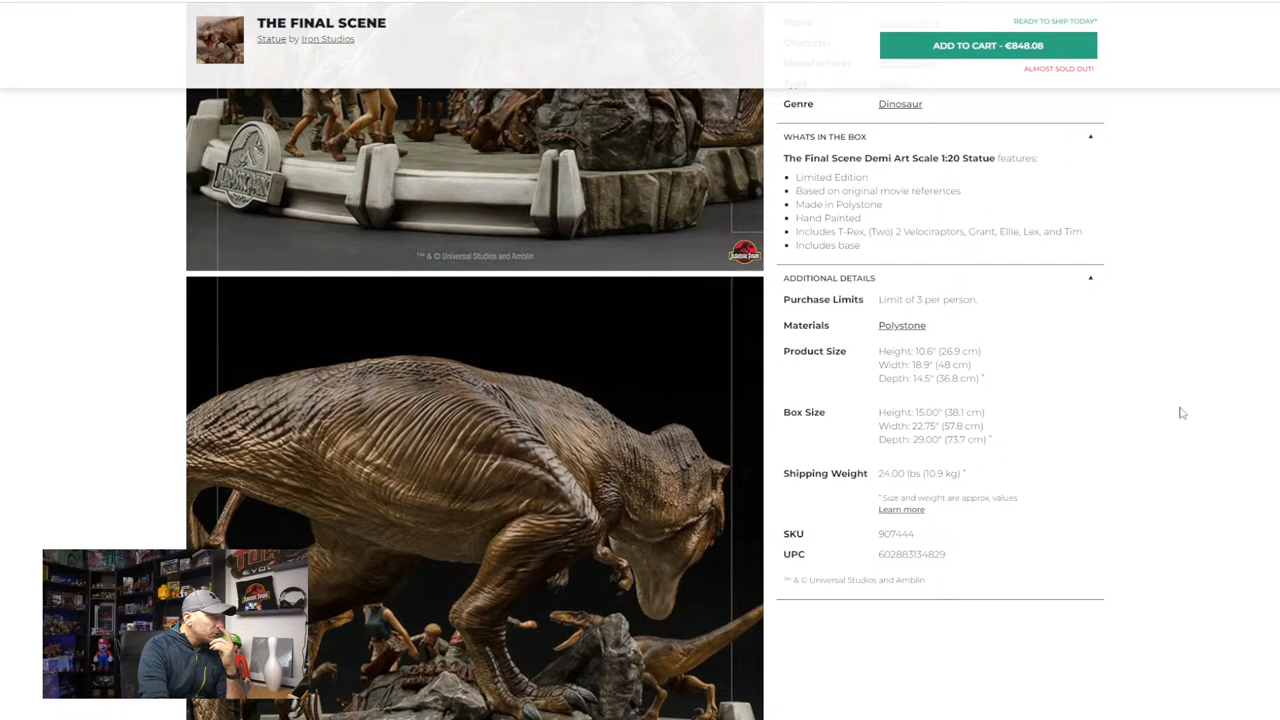 THE FINAL SCENE
Statue by Iron Studios
READY TO SHIP TODAY*
ADD TO CART - €848.08
ALMOST SOLD OUT!
Character
Manufacturer
Type
Genre Dinosaur
WHATS IN THE BOX
The Final Scene Demi Art Scale 1:20 Statue features:
Limited Edition
Based on original movie references
Made in Polystone
Hand Painted
Includes T-Rex, (Two) 2 Velociraptors, Grant, Ellie, Lex, and Tim
Includes base
ADDITIONAL DETAILS
Purchase Limits Limit of 3 per person.
Materials Polystone
Product Size Height: 10.6" (26.9 cm)
Width: 18.9" (48 cm)
Depth: 14.5" (36.8 cm) *
Box Size Height: 15.00" (38.1 cm)
Width: 22.75" (57.8 cm)
Depth: 29.00" (73.7 cm) *
Shipping Weight 24.00 lbs (10.9 kg) *
* Size and weight are approx. values.
Learn more
SKU 907444
UPC 602883134829
™ & © Universal Studios and Amblin
™ & © Universal Studios and Amblin
JURASSIC PARK
JURASSIC PARK